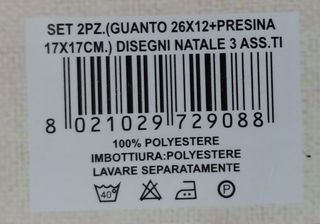 SET 2PZ.(GUANTO 26X12+PRESINA
17X17CM.) DISEGNI NATALE 3 ASS.TI
8 021029 729088
100% POLYESTERE
IMBOTTIURA:POLYESTERE
LAVARE SEPARATAMENTE
40° P